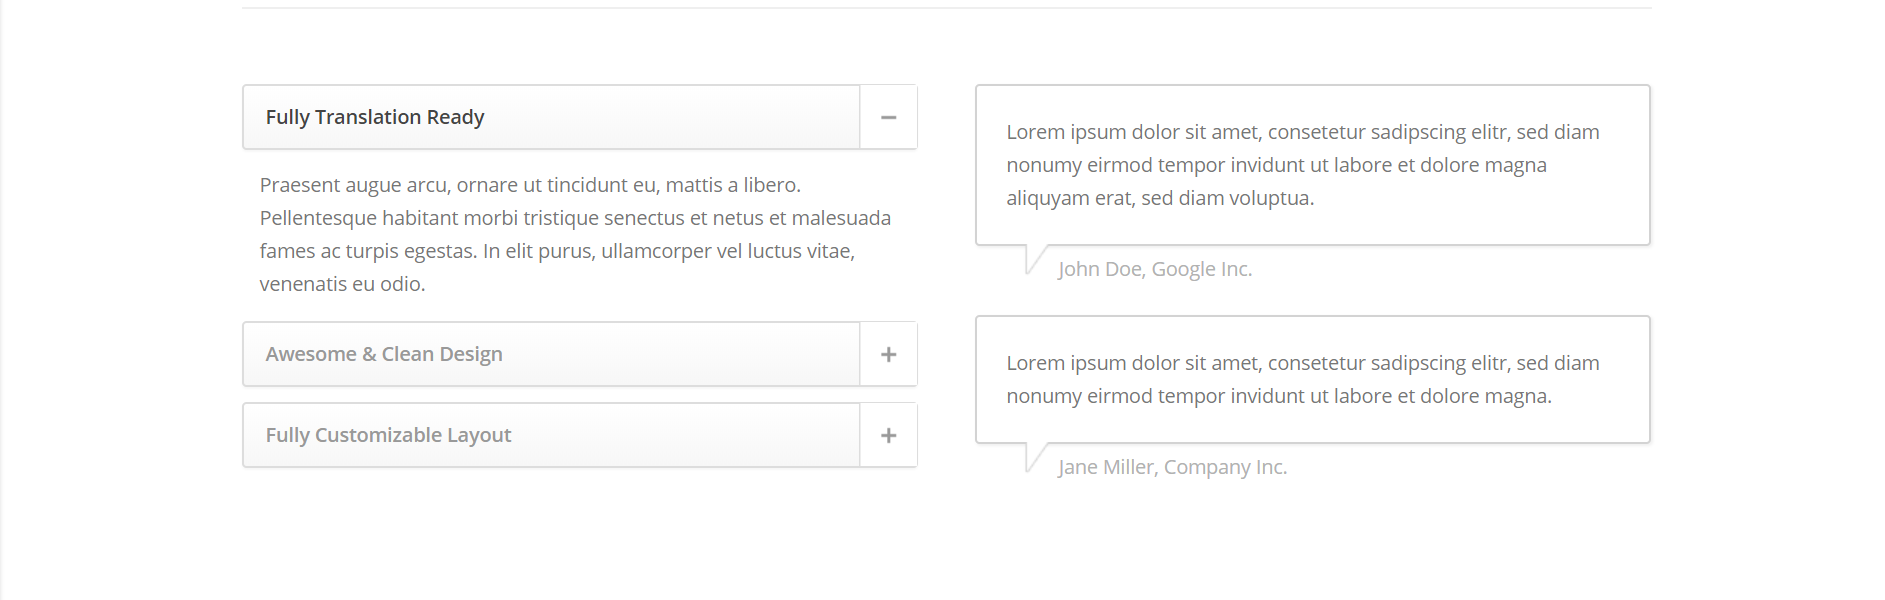 Fully Translation Ready
Praesent augue arcu, ornare ut tincidunt eu, mattis a libero.
Pellentesque habitant morbi tristique senectus et netus et malesuada
fames ac turpis egestas. In elit purus, ullamcorper vel luctus vitae,
venenatis eu odio.
Awesome & Clean Design
Fully Customizable Layout
Lorem ipsum dolor sit amet, consetetur sadipscing elitr, sed diam
nonumy eirmod tempor invidunt ut labore et dolore magna
aliquyam erat, sed diam voluptua.
John Doe, Google Inc.
Lorem ipsum dolor sit amet, consetetur sadipscing elitr, sed diam
nonumy eirmod tempor invidunt ut labore et dolore magna.
Jane Miller, Company Inc.